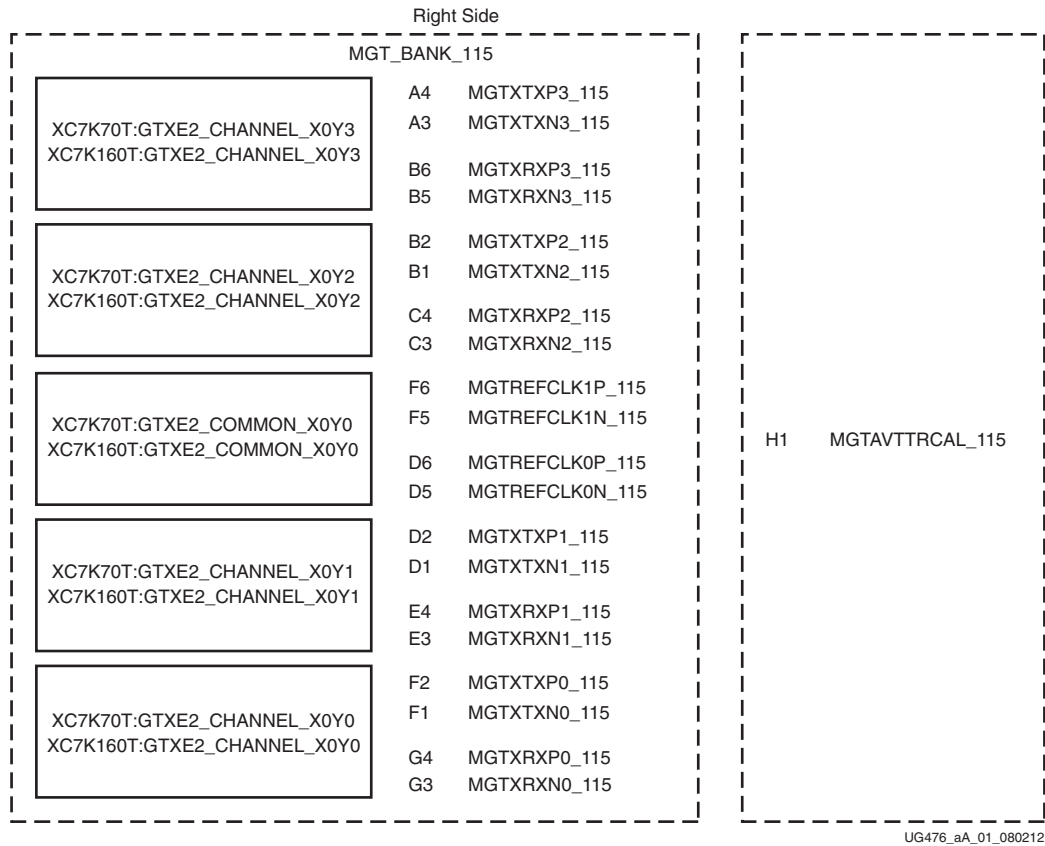 Right Side
MGT_BANK_115
XC7K70T:GTXE2_CHANNEL_X0Y3
XC7K160T:GTXE2_CHANNEL_X0Y3
A4 MGTXTXP3_115
A3 MGTXTXN3_115
B6 MGTXRXP3_115
B5 MGTXRXN3_115
XC7K70T:GTXE2_CHANNEL_X0Y2
XC7K160T:GTXE2_CHANNEL_X0Y2
B2 MGTXTXP2_115
B1 MGTXTXN2_115
C4 MGTXRXP2_115
C3 MGTXRXN2_115
XC7K70T:GTXE2_COMMON_X0Y0
XC7K160T:GTXE2_COMMON_X0Y0
F6 MGTREFCLK1P_115
F5 MGTREFCLK1N_115
D6 MGTREFCLK0P_115
D5 MGTREFCLK0N_115
XC7K70T:GTXE2_CHANNEL_X0Y1
XC7K160T:GTXE2_CHANNEL_X0Y1
D2 MGTXTXP1_115
D1 MGTXTXN1_115
E4 MGTXRXP1_115
E3 MGTXRXN1_115
XC7K70T:GTXE2_CHANNEL_X0Y0
XC7K160T:GTXE2_CHANNEL_X0Y0
F2 MGTXTXP0_115
F1 MGTXTXN0_115
G4 MGTXRXP0_115
G3 MGTXRXN0_115
H1 MGTAVTTRCAL_115
UG476_aA_01_080212